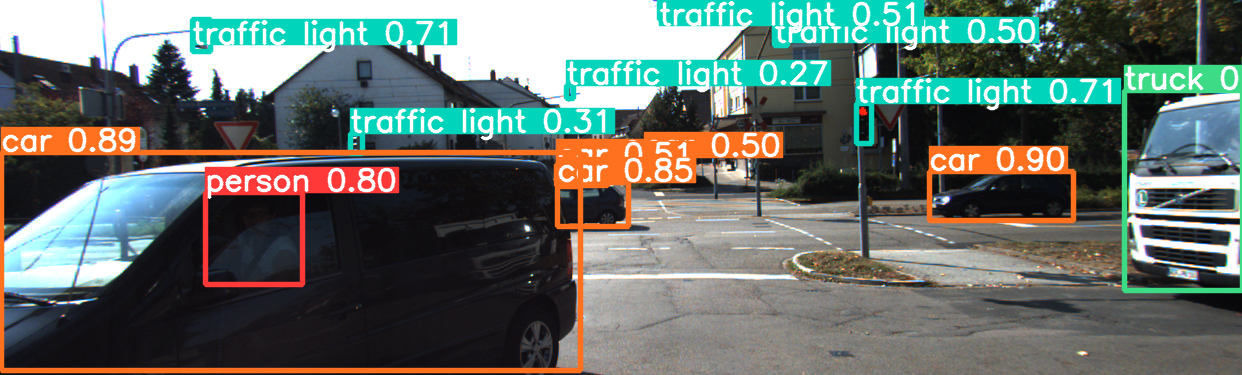 traffic light 0.51
traffic light 0.71
traffic light 0.50
traffic light 0.27
truck 0
traffic light 0.71
traffic light 0.31
car 0.89
0.50
car 0.51
car 0.90
car 0.85
person 0.80